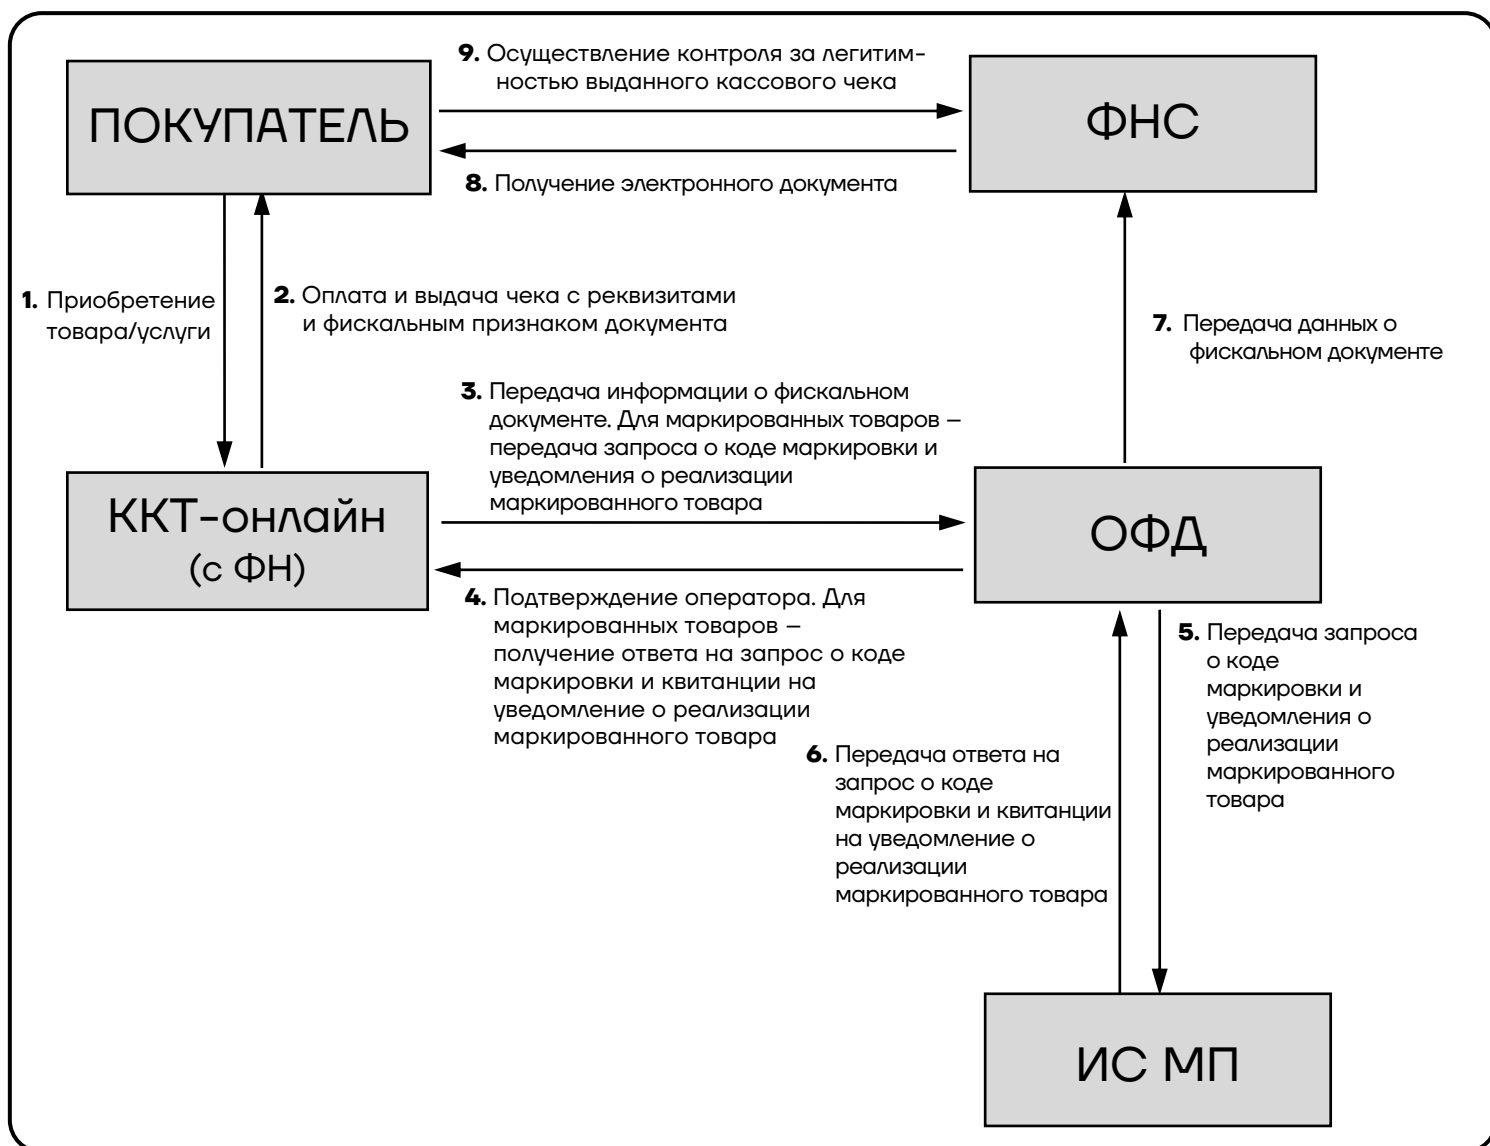 9. Осуществление контроля за легитим-
ностью выданного кассового чека
ПОКУПАТЕЛЬ
ФНС
8. Получение электронного документа
1. Приобретение
товара/услуги
2. Оплата и выдача чека с реквизитами
и фискальным признаком документа
7. Передача данных о
фискальном документе
3. Передача информации о фискальном
документе. Для маркированных товаров –
передача запроса о коде маркировки и
уведомления о реализации
маркированного товара
ККТ-онлайн
(с ФН)
ОФД
4. Подтверждение оператора. Для
маркированных товаров –
получение ответа на запрос о коде
маркировки и квитанции на
уведомление о реализации
маркированного товара
5. Передача запроса
о коде
маркировки и
уведомления о
реализации
маркированного
товара
6. Передача ответа на
запрос о коде
маркировки и квитанции
на уведомление о
реализации
маркированного товара
ИС МП